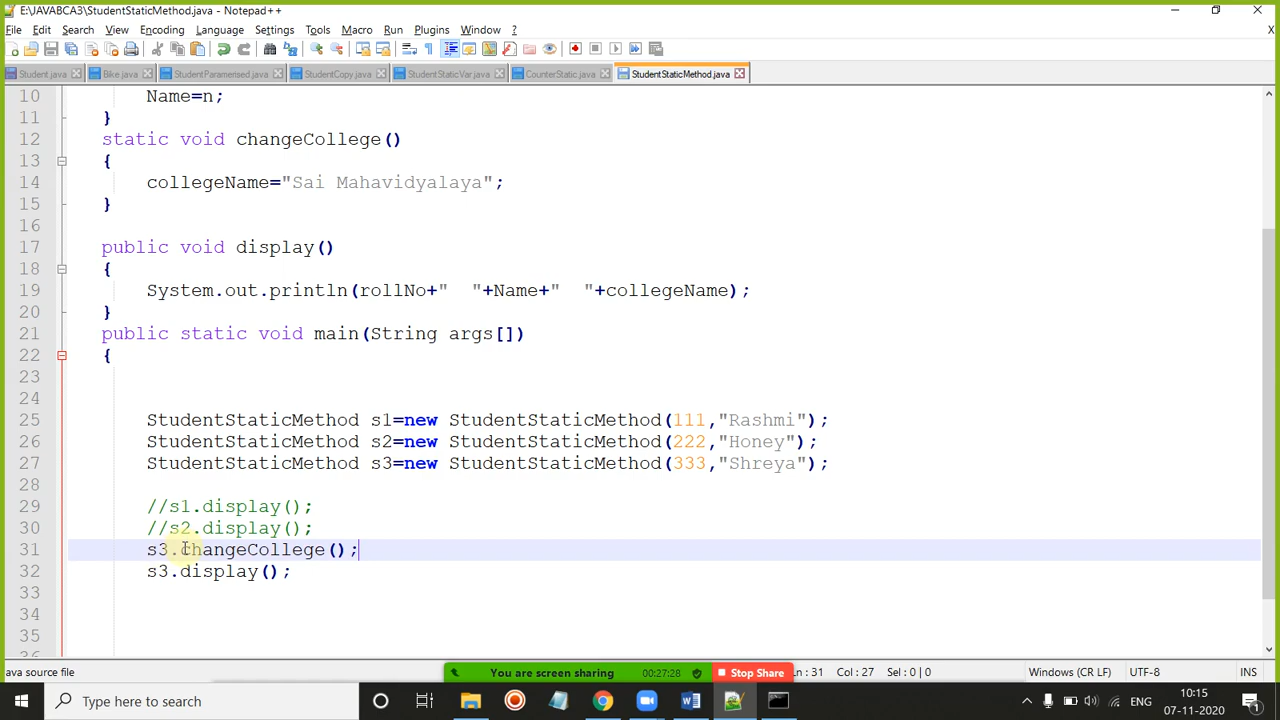 E:\JAVABCA3\StudentStaticMethod.java - Notepad++
File Edit Search View Encoding Language Settings Tools Macro Run Plugins Window ? X
Student.java Bike.java StudentParamerised.java StudentCopy.java StudentStaticVar.java CounterStatic.java StudentStaticMethod.java
10 Name=n;
11 }
12 static void changeCollege()
13 {
14 collegeName="Sai Mahavidyalaya";
15 }
16
17 public void display()
18 {
19 System.out.println(rollNo+"  "+Name+"  "+collegeName);
20 }
21 public static void main(String args[])
22 {
23
24
25 StudentStaticMethod s1=new StudentStaticMethod(111,"Rashmi");
26 StudentStaticMethod s2=new StudentStaticMethod(222,"Honey");
27 StudentStaticMethod s3=new StudentStaticMethod(333,"Shreya");
28
29 //s1.display();
30 //s2.display();
31 s3.changeCollege();
32 s3.display();
33
34
35
36
ava source file You are screen sharing 00:27:28 Stop Share Ln : 31 Col : 27 Sel : 0 | 0 Windows (CR LF) UTF-8 INS
Type here to search ENG 10:15
07-11-2020 1